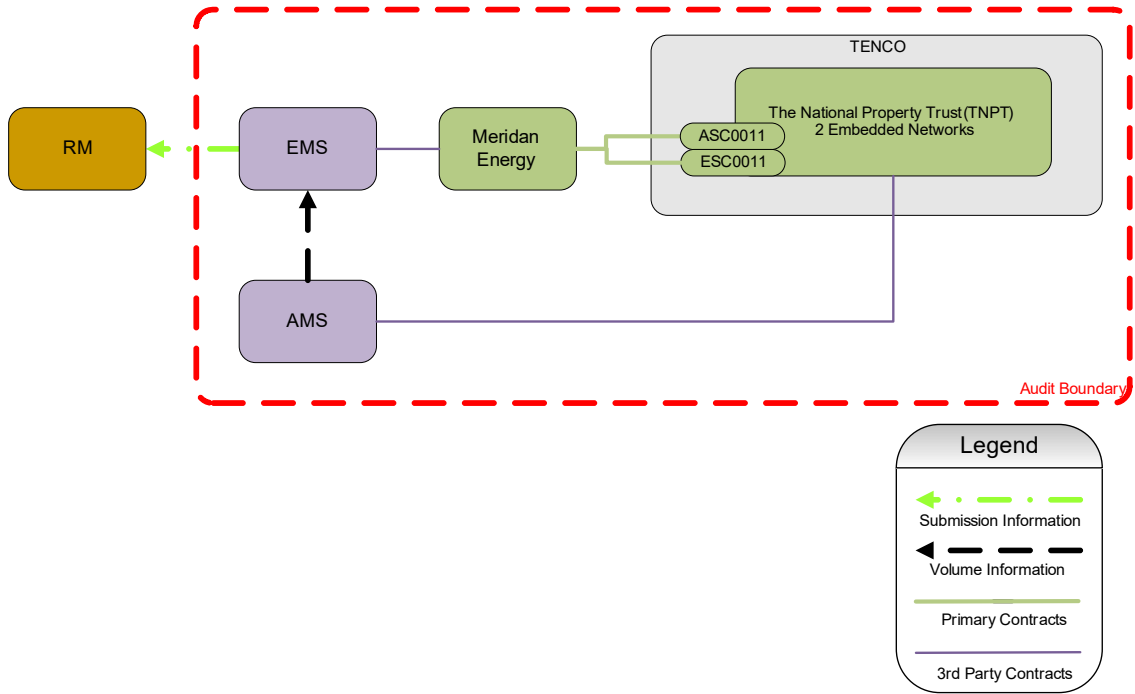 TENCO
The National Property Trust(TNPT)
2 Embedded Networks
ASC0011
ESC0011
RM
EMS
Meridan
Energy
AMS
Audit Boundary
Legend
Submission Information
Volume Information
Primary Contracts
3rd Party Contracts